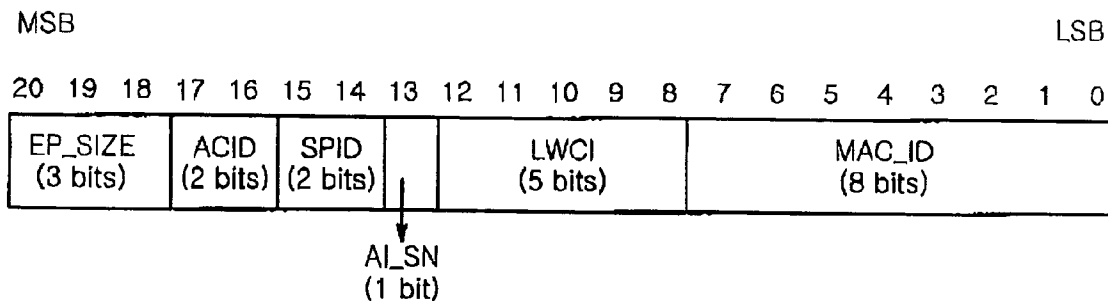 MSB LSB
20 19 18 17 16 15 14 13 12 11 10 9 8 7 6 5 4 3 2 1 0
EP_SIZE ACID SPID LWCI MAC_ID
(3 bits) (2 bits) (2 bits) (5 bits) (8 bits)
AI_SN
(1 bit)